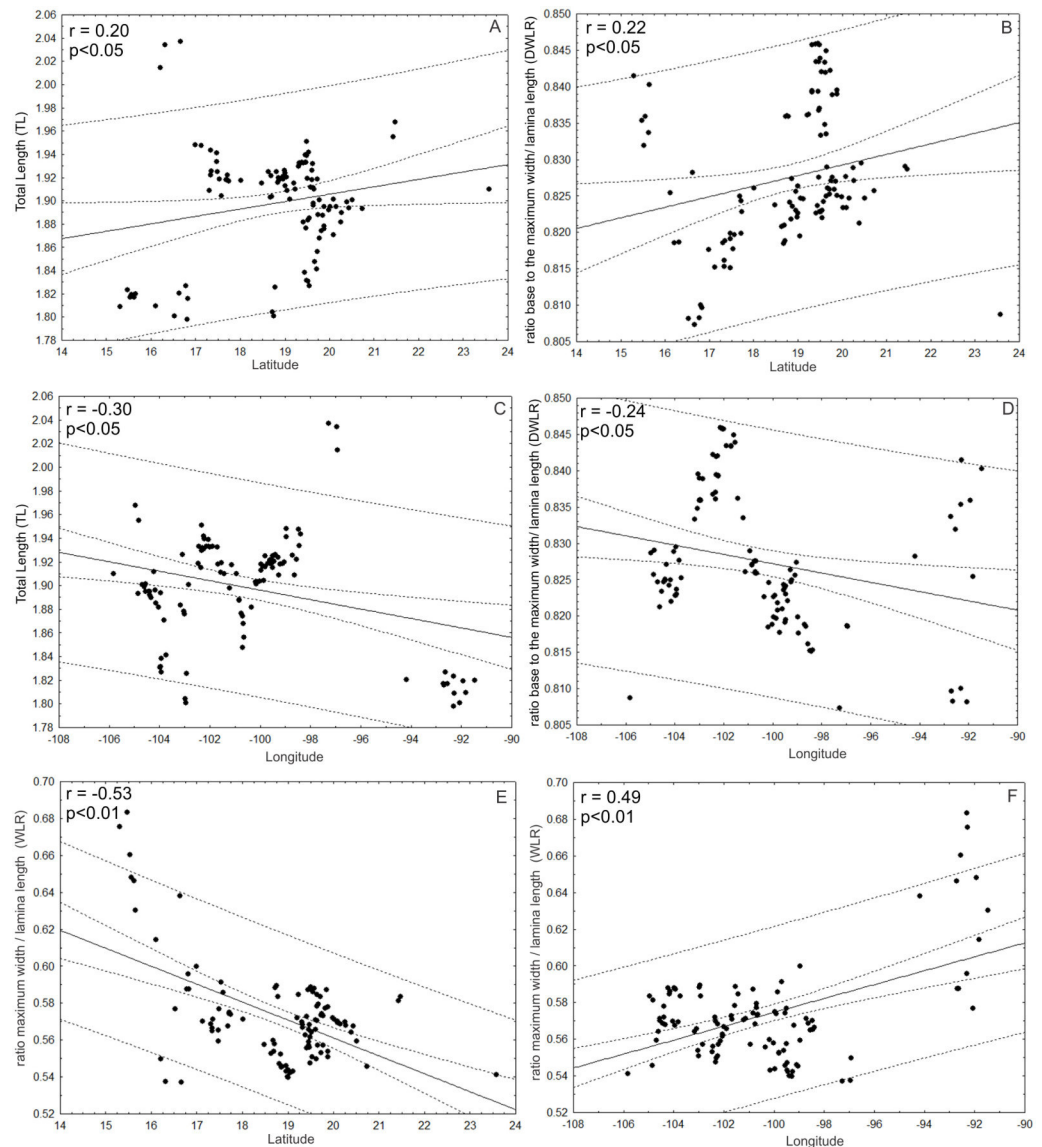 A
r = 0.20
p<0.05
Total Length (TL)
2.06
2.04
2.00
1.98
1.96
1.94
1.92
1.90
1.88
1.86
1.84
1.82
1.80
1.78
14 15 16 17 18 19 20 21 22 23 24
Latitude
B
r = 0.22
p<0.05
ratio base to the maximum width/ lamina length (DWLR)
0.850
0.845
0.840
0.835
0.830
0.825
0.820
0.815
0.810
0.805
14 15 16 17 18 19 20 21 22 23 24
Latitude
C
r = -0.30
p<0.05
Total Length (TL)
2.06
2.04
2.02
2.00
1.98
1.96
1.94
1.92
1.90
1.88
1.86
1.84
1.82
1.80
1.78
-108 -106 -104 -102 -100 -98 -96 -94 -92 -90
Longitude
D
r = -0.24
p<0.05
ratio base to the maximum width/ lamina length (DWLR)
0.850
0.845
0.840
0.835
0.830
0.825
0.820
0.815
0.810
0.805
-108 -106 -104 -102 -100 -98 -96 -94 -92 -90
Longitude
E
r = -0.53
p<0.01
ratio maximum width / lamina length (WLR)
0.70
0.68
0.66
0.64
0.62
0.60
0.58
0.56
0.54
0.52
14 15 16 17 18 19 20 21 22 23 24
Latitude
F
r = 0.49
p<0.01
ratio maximum width / lamina length (WLR)
0.70
0.68
0.66
0.64
0.62
0.60
0.58
0.56
0.54
0.52
-108 -106 -104 -102 -100 -98 -96 -94 -92 -90
Longitude